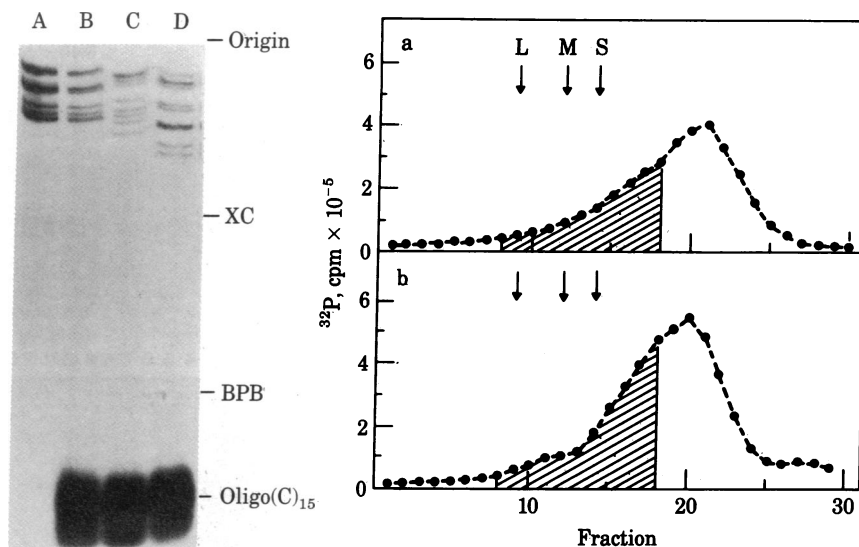 A B C D
Origin
XC
BPB
Oligo(C)15
a
L M S
6
4
2
0
b
6
4
2
0
10 20 30
Fraction
32P, cpm × 10−5